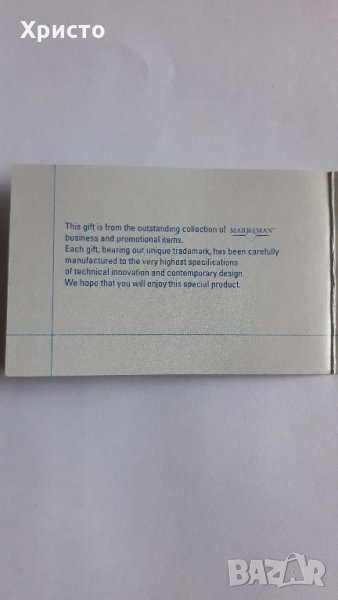 Христо
This gift is from the outstanding collection of MARKSMAN®
business and promotional items.
Each gift, bearing our unique trademark, has been carefully
manufactured to the very highest specifications
of technical innovation and contemporary design.
We hope that you will enjoy this special product.
BAZAR